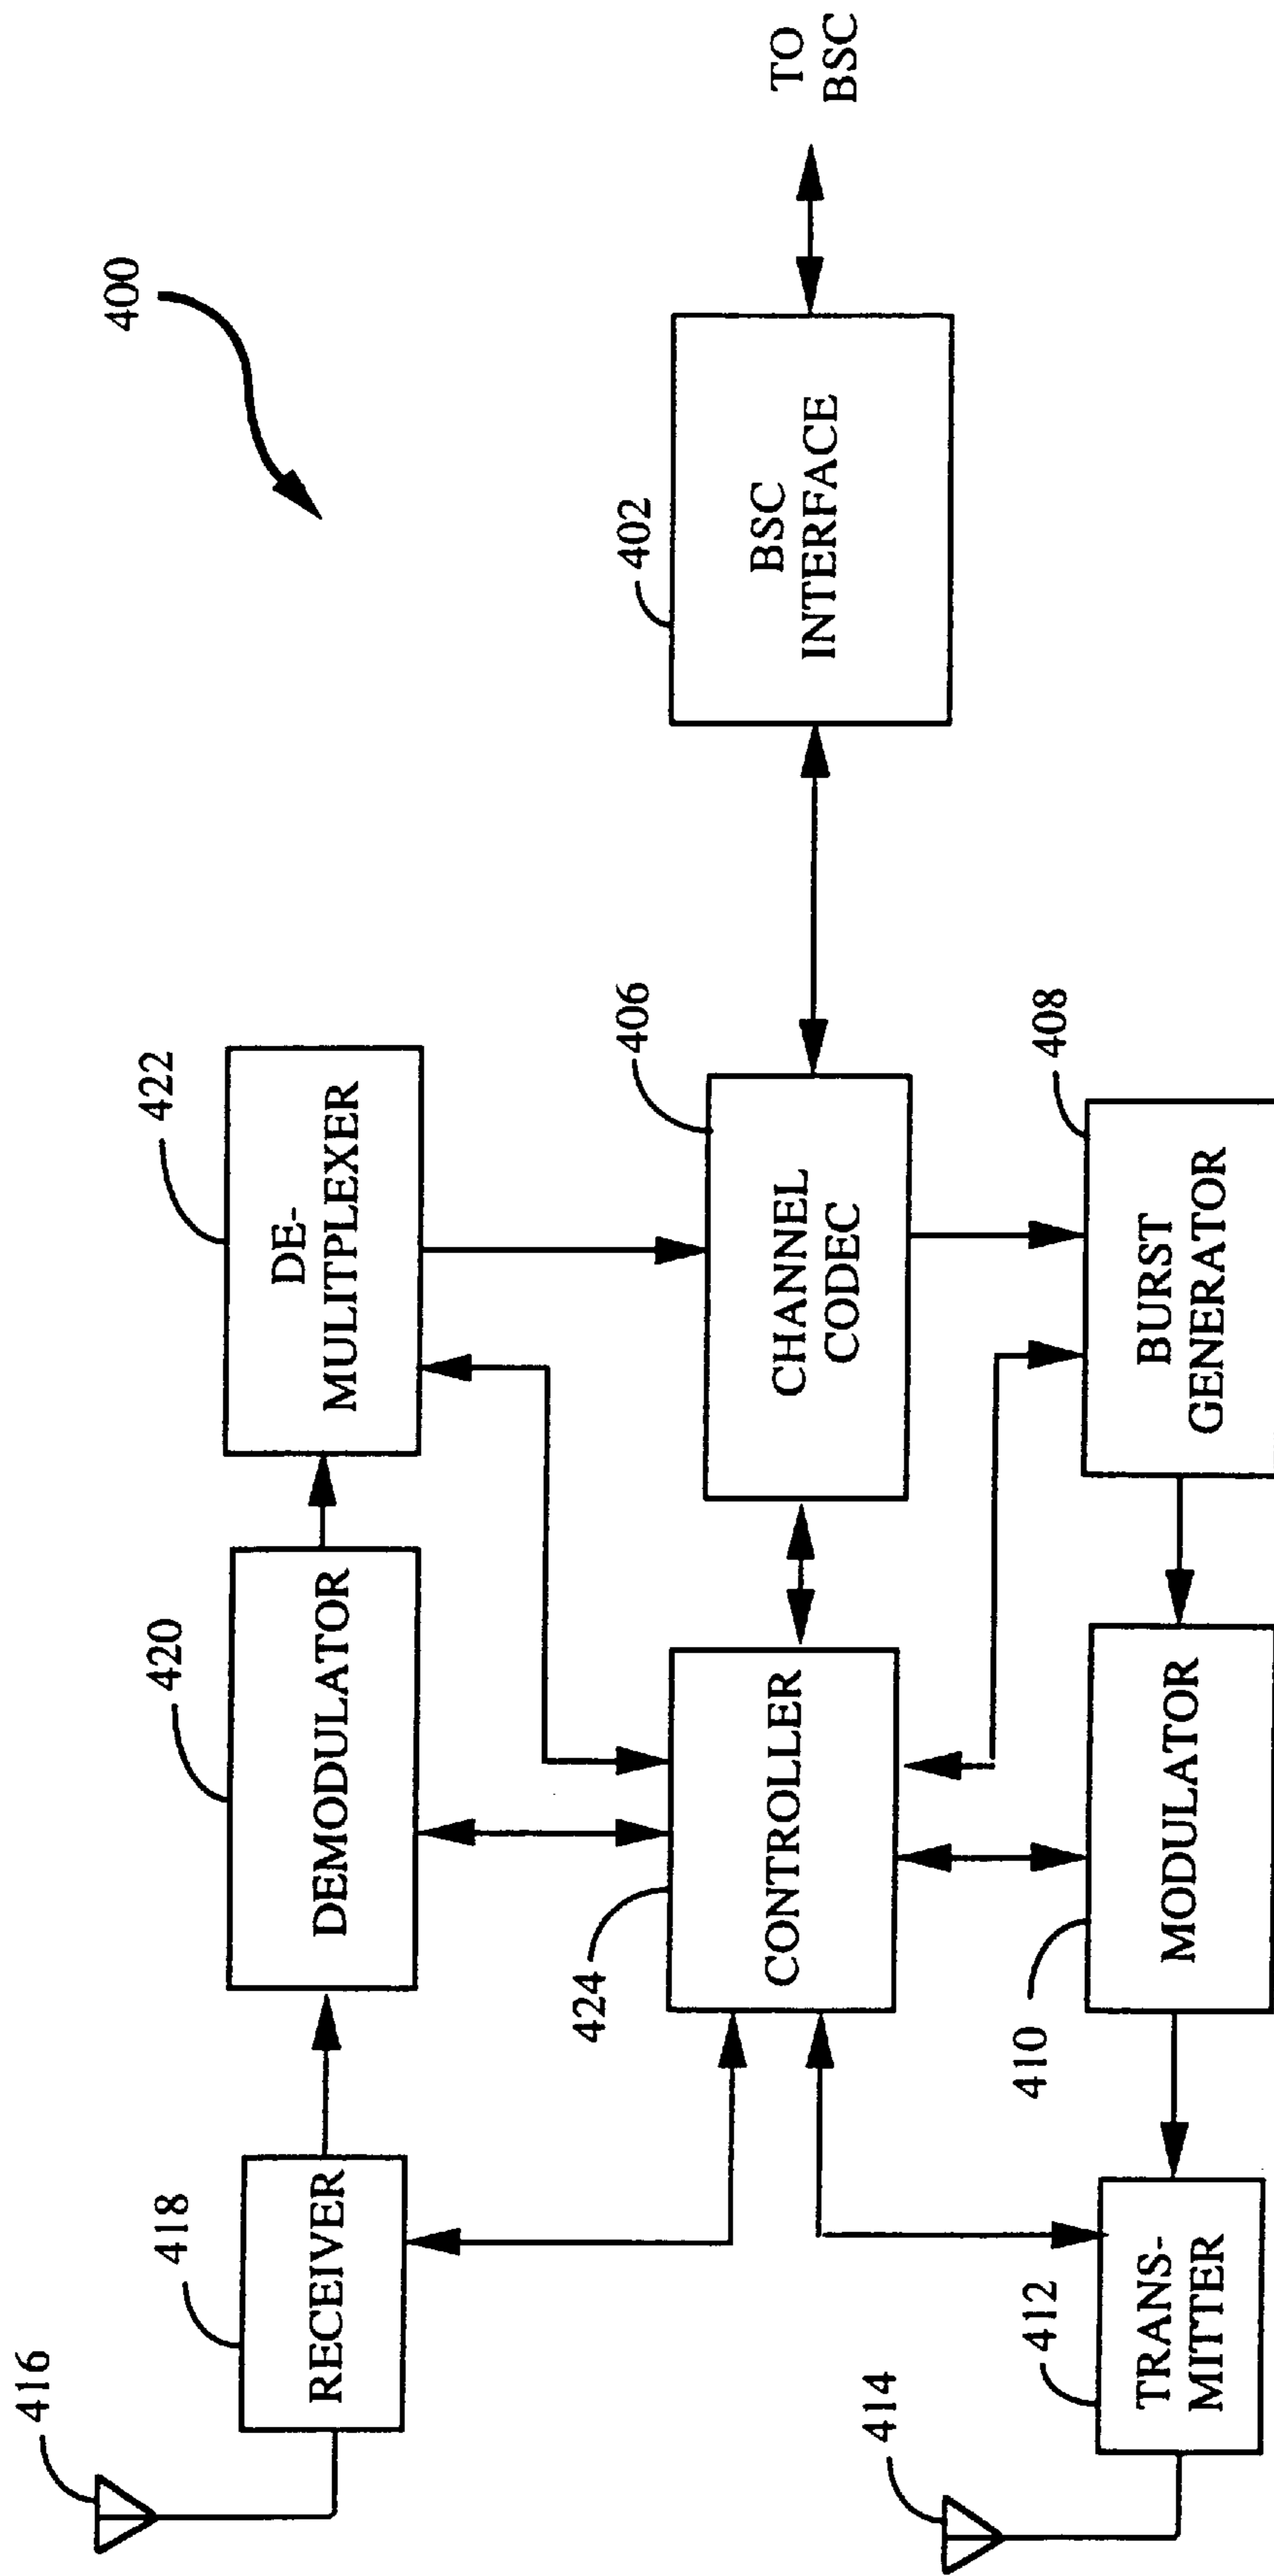 400
416
418
RECEIVER
420
DEMODULATOR
422
DE-
MULITPLEXER
424
CONTROLLER
406
CHANNEL
CODEC
402
BSC
INTERFACE
TO
BSC
414
412
TRANS-
MITTER
410
MODULATOR
408
BURST
GENERATOR